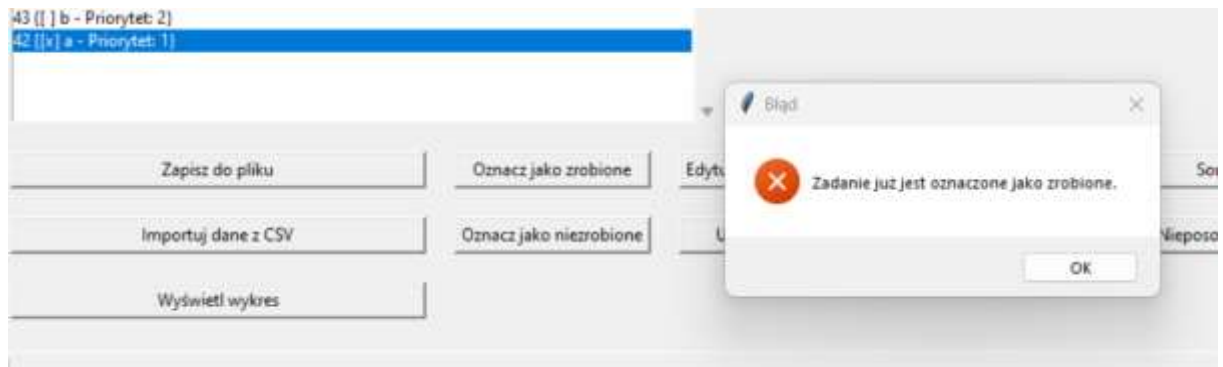 43 {[ ] b - Priorytet: 2}
42 {[x] a - Priorytet: 1}
Błąd
Zadanie już jest oznaczone jako zrobione.
OK
Zapisz do pliku
Oznacz jako zrobione
Importuj dane z CSV
Oznacz jako niezrobione
Wyświetl wykres